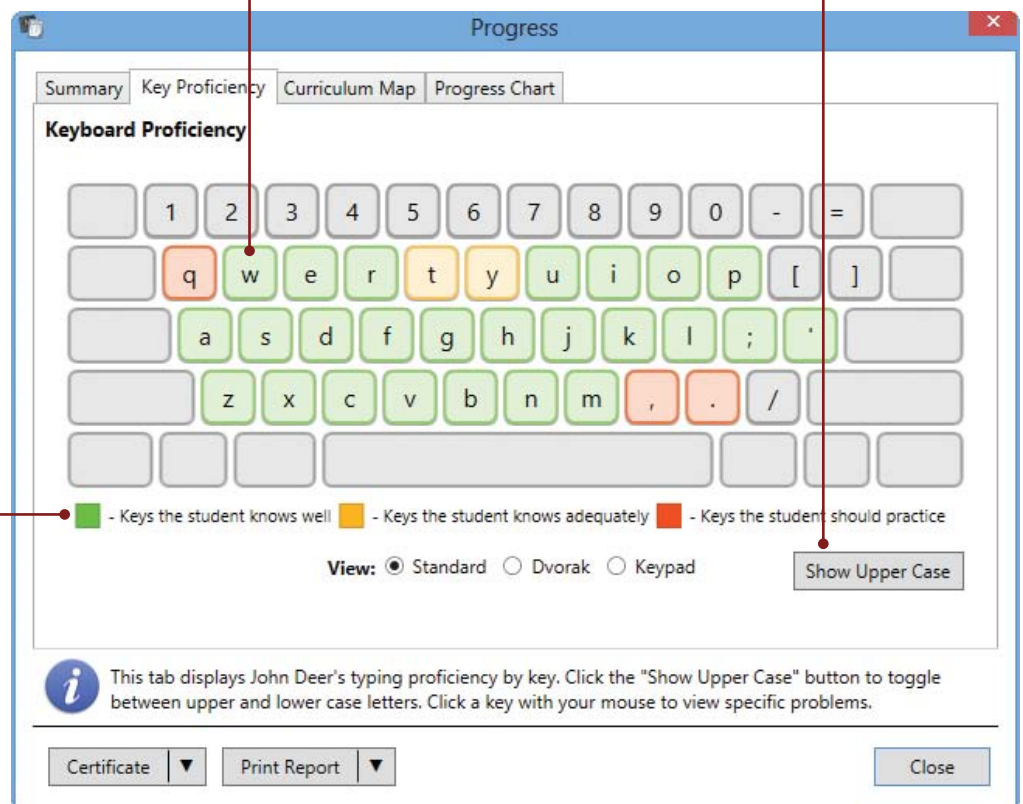 Progress
Summary Key Proficiency Curriculum Map Progress Chart
Keyboard Proficiency
1 2 3 4 5 6 7 8 9 0 - =
q w e r t y u i o p [ ]
a s d f g h j k l ; '
z x c v b n m , . /
- Keys the student knows well - Keys the student knows adequately - Keys the student should practice
View: Standard Dvorak Keypad Show Upper Case
This tab displays John Deer's typing proficiency by key. Click the "Show Upper Case" button to toggle
between upper and lower case letters. Click a key with your mouse to view specific problems.
Certificate Print Report Close